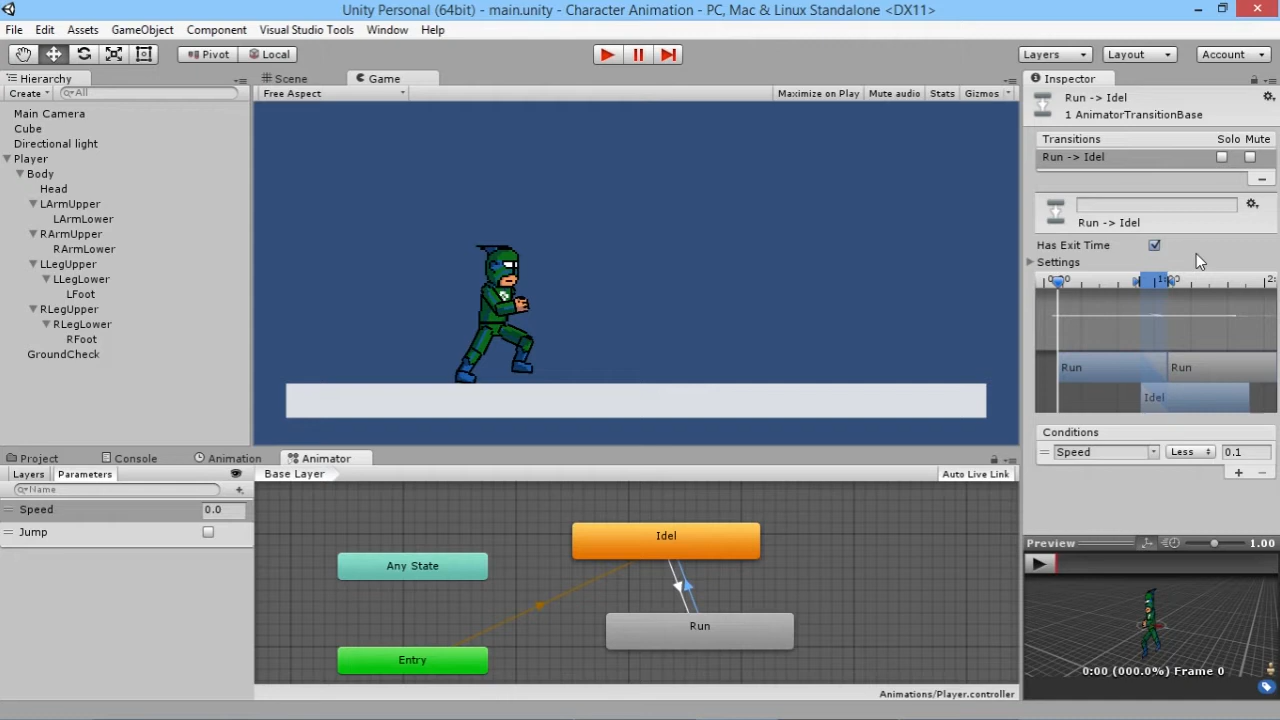 Unity Personal (64bit) - main.unity - Character Animation - PC, Mac & Linux Standalone <DX11>
File Edit Assets GameObject Component Visual Studio Tools Window Help
Pivot Local Layers Layout Account
Hierarchy
Create All
Main Camera
Cube
Directional light
Player
Body
Head
LArmUpper
LArmLower
RArmUpper
RArmLower
LLegUpper
LLegLower
LFoot
RLegUpper
RLegLower
RFoot
GroundCheck
Scene Game
Free Aspect Maximize on Play Mute audio Stats Gizmos
Inspector
Run -> Idel
1 AnimatorTransitionBase
Transitions Solo Mute
Run -> Idel
Run -> Idel
Has Exit Time
Settings
2:
Run Run
Idel
Conditions
Speed Less 0.1
Preview 1.00
0:00 (000.0%) Frame 0
Project Console Animation Animator
Layers Parameters
Name
Speed 0.0
Jump
Base Layer Auto Live Link
Idel
Any State
Run
Entry
Animations/Player.controller